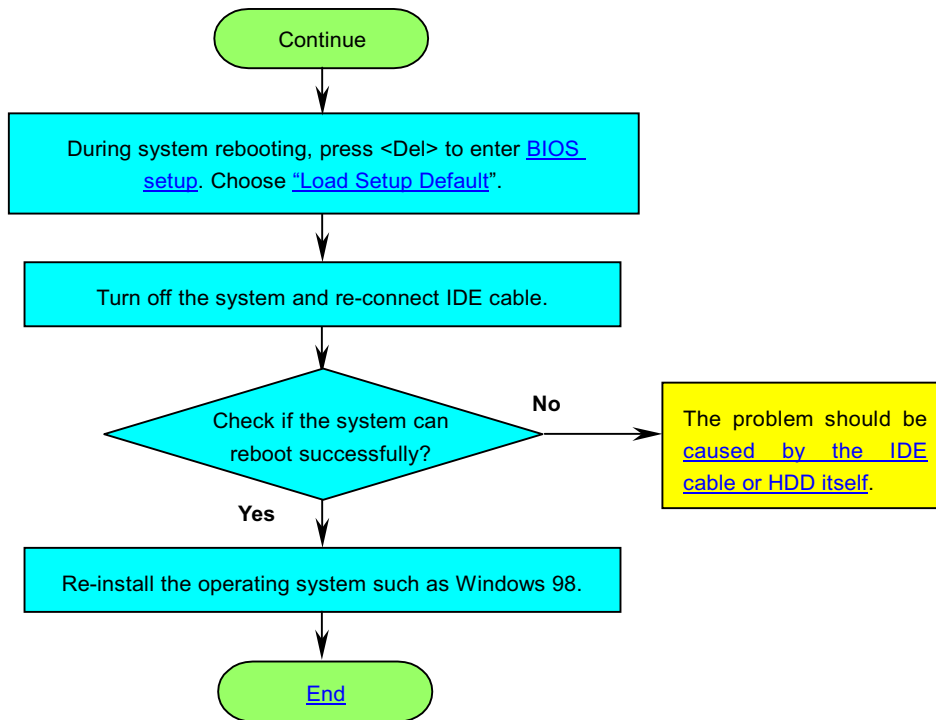 Continue
During system rebooting, press <Del> to enter BIOS
setup. Choose “Load Setup Default”.
Turn off the system and re-connect IDE cable.
Check if the system can
reboot successfully?
No
The problem should be
caused by the IDE
cable or HDD itself.
Yes
Re-install the operating system such as Windows 98.
End